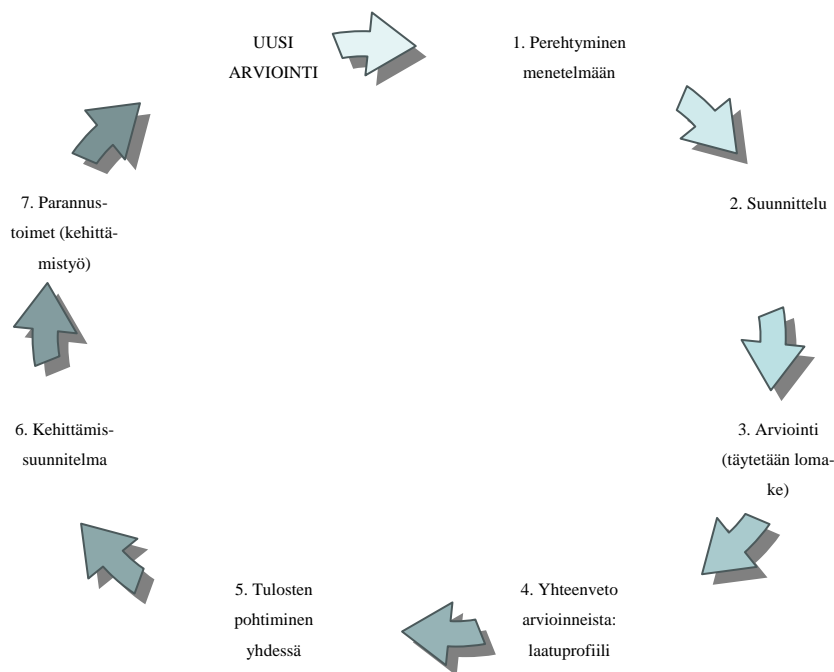 UUSI
ARVIOINTI
1. Perehtyminen
menetelmään
2. Suunnittelu
3. Arviointi
(täytetään loma-
ke)
4. Yhteenveto
arvioinneista:
laatuprofiili
5. Tulosten
pohtiminen
yhdessä
6. Kehittämis-
suunnitelma
7. Parannus-
toimet (kehittä-
mistyö)